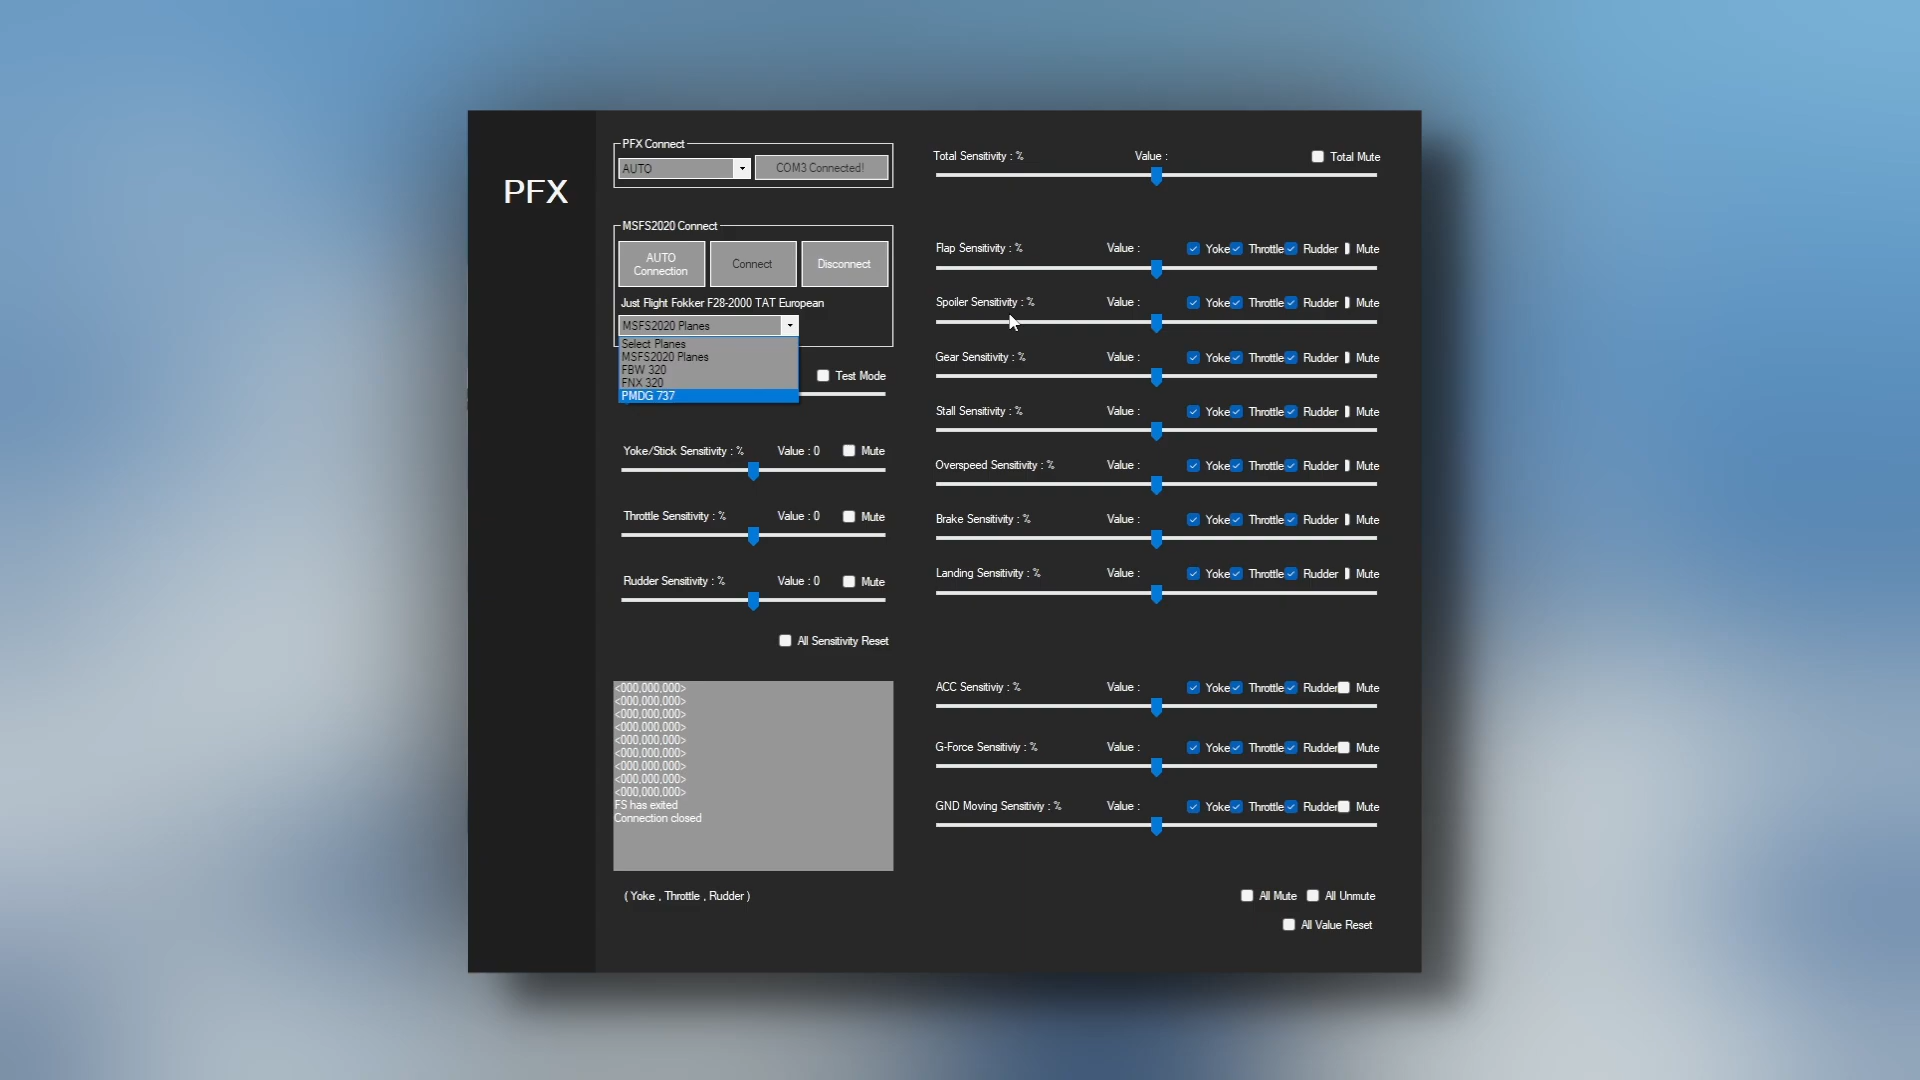 PFX
PFX Connect
AUTO
COM3 Connected!
MSFS2020 Connect
AUTO Connection
Connect
Disconnect
Just Flight Fokker F28-2000 TAT European
MSFS2020 Planes
Select Planes
MSFS2020 Planes
FBW 320
FNX 320
PMDG 737
Test Mode
Yoke/Stick Sensitivity : % Value : 0 Mute
Throttle Sensitivity : % Value : 0 Mute
Rudder Sensitivity : % Value : 0 Mute
All Sensitivity Reset
<000,000,000>
<000,000,000>
<000,000,000>
<000,000,000>
<000,000,000>
<000,000,000>
<000,000,000>
<000,000,000>
<000,000,000>
FS has exited
Connection closed
( Yoke , Throttle , Rudder )
Total Sensitivity : % Value : Total Mute
Flap Sensitivity : % Value : Yoke Throttle Rudder Mute
Spoiler Sensitivity : % Value : Yoke Throttle Rudder Mute
Gear Sensitivity : % Value : Yoke Throttle Rudder Mute
Stall Sensitivity : % Value : Yoke Throttle Rudder Mute
Overspeed Sensitivity : % Value : Yoke Throttle Rudder Mute
Brake Sensitivity : % Value : Yoke Throttle Rudder Mute
Landing Sensitivity : % Value : Yoke Throttle Rudder Mute
ACC Sensitiviy : % Value : Yoke Throttle Rudder Mute
G-Force Sensitiviy : % Value : Yoke Throttle Rudder Mute
GND Moving Sensitiviy : % Value : Yoke Throttle Rudder Mute
All Mute All Unmute
All Value Reset